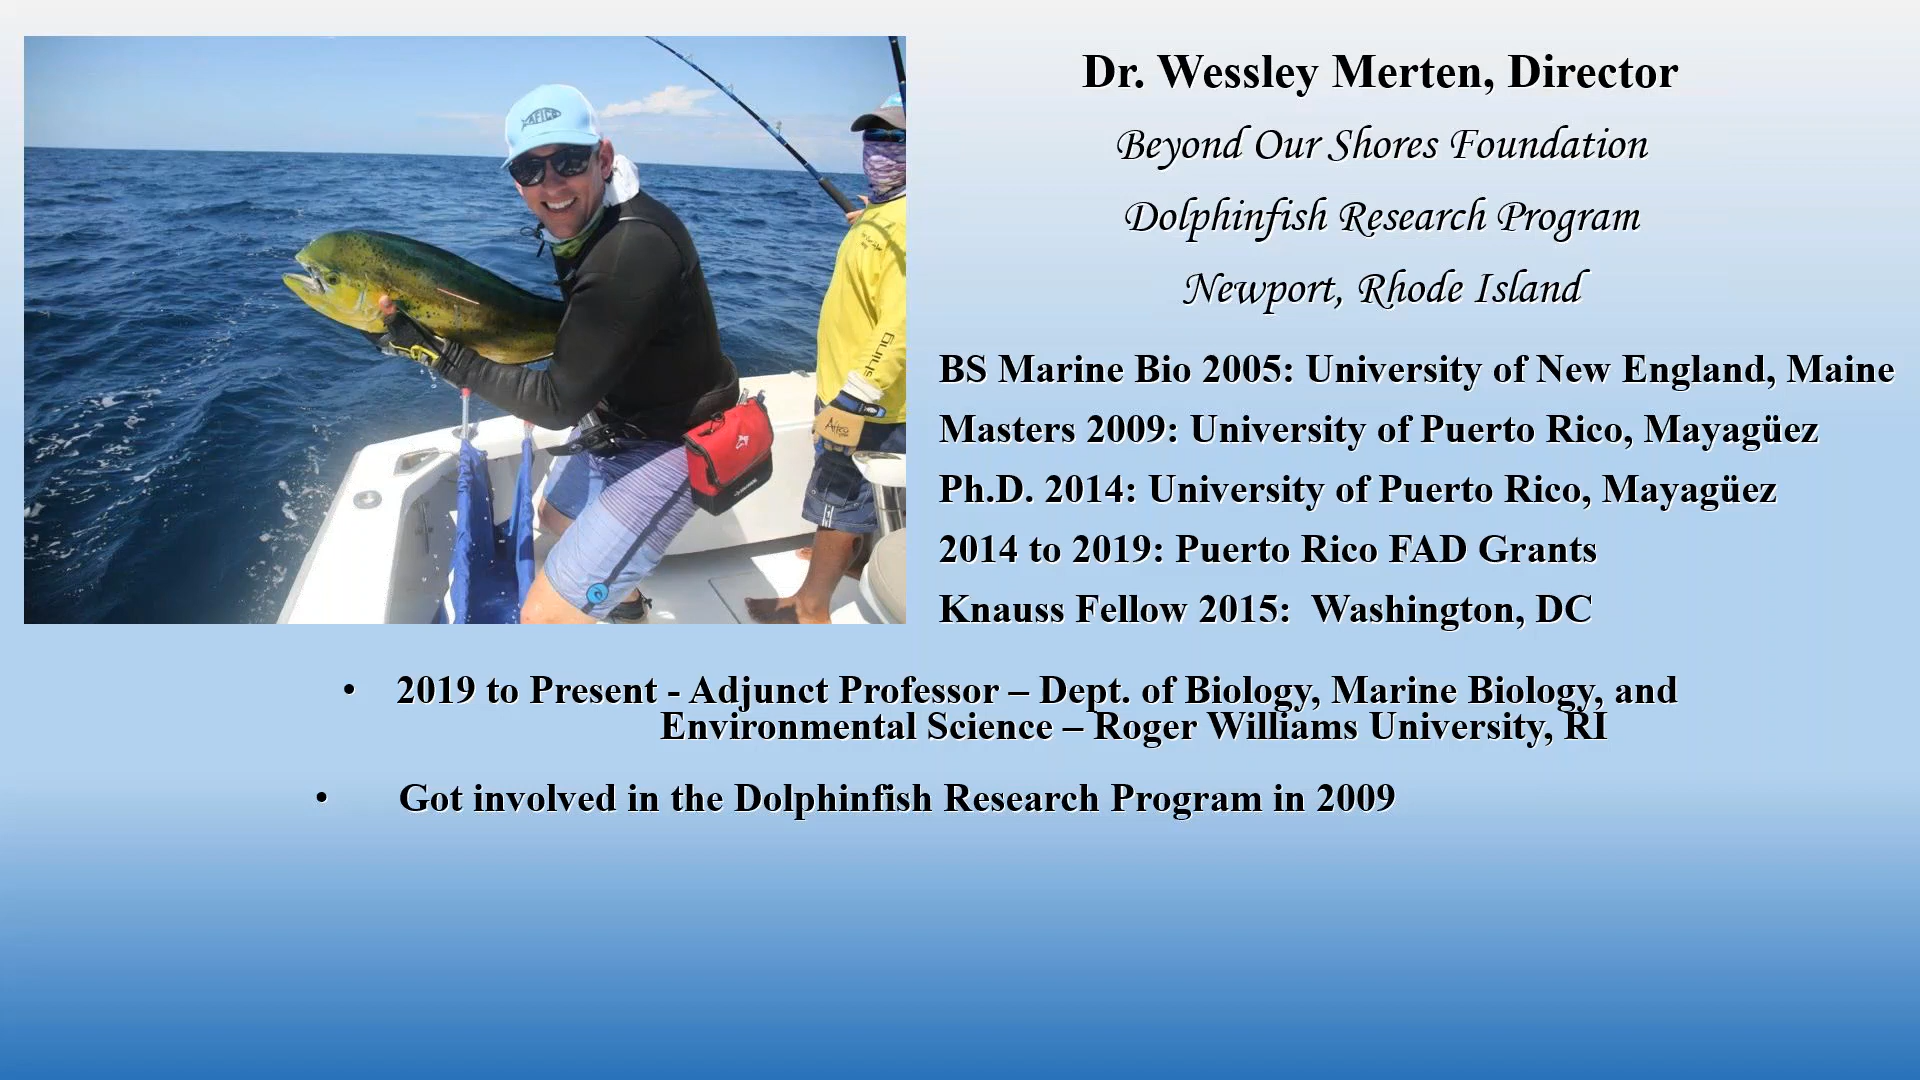 Dr. Wessley Merten, Director
Beyond Our Shores Foundation
Dolphinfish Research Program
Newport, Rhode Island
BS Marine Bio 2005: University of New England, Maine
Masters 2009: University of Puerto Rico, Mayagüez
Ph.D. 2014: University of Puerto Rico, Mayagüez
2014 to 2019: Puerto Rico FAD Grants
Knauss Fellow 2015: Washington, DC
• 2019 to Present - Adjunct Professor – Dept. of Biology, Marine Biology, and
Environmental Science – Roger Williams University, RI
• Got involved in the Dolphinfish Research Program in 2009
AFTCO
Aftco